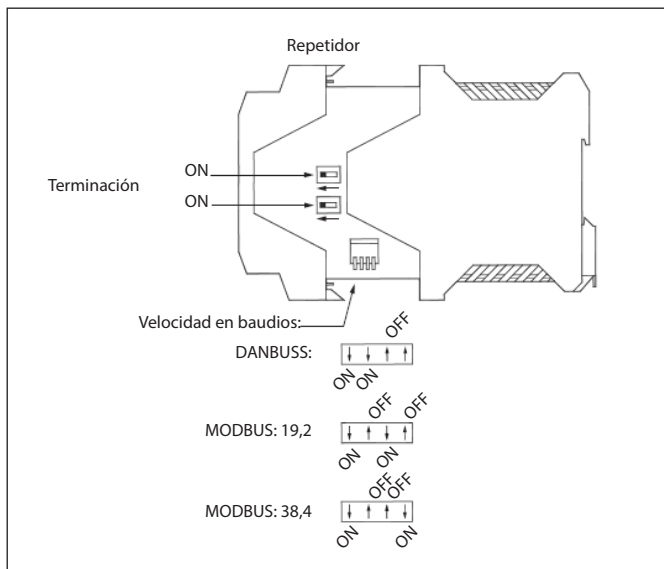 Repetidor
ON
Terminación
ON
Velocidad en baudios:
OFF
DANBUSS:
ON ON
OFF OFF
MODBUS: 19,2
ON ON
OFF OFF
MODBUS: 38,4
ON ON